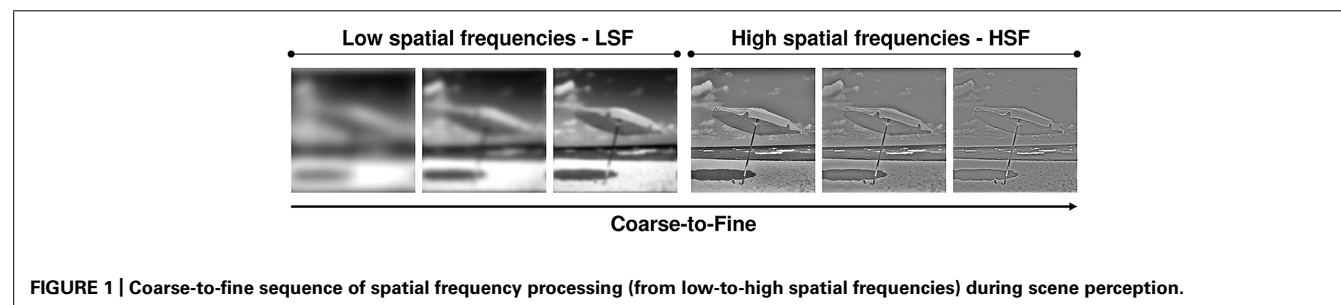 Low spatial frequencies - LSF
High spatial frequencies - HSF
Coarse-to-Fine
FIGURE 1 | Coarse-to-fine sequence of spatial frequency processing (from low-to-high spatial frequencies) during scene perception.